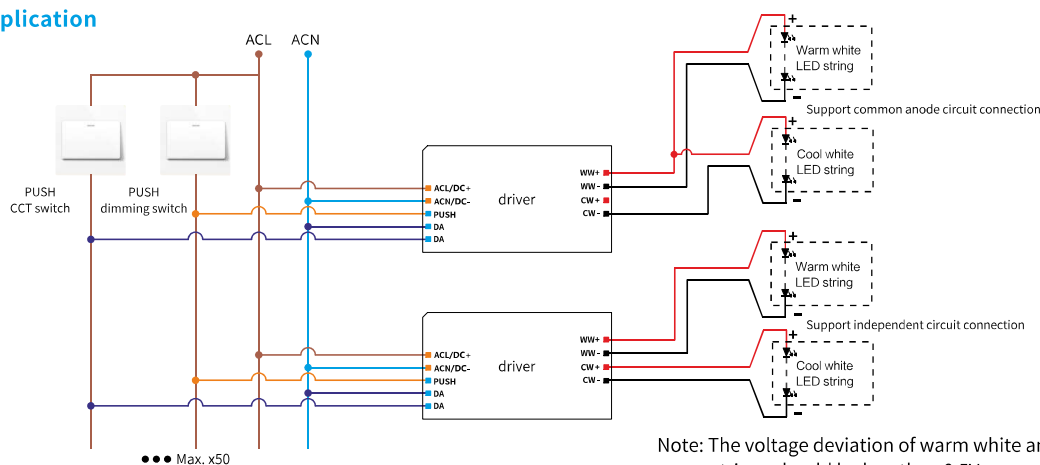 plication
ACL ACN
+
Warm white
LED string
-
Support common anode circuit connection
+
Cool white
LED string
-
PUSH
CCT switch
PUSH
dimming switch
ACL/DC+
ACN/DC-
PUSH
DA
DA
driver
WW+
WW-
CW+
CW-
+
Warm white
LED string
-
Support independent circuit connection
+
Cool white
LED string
-
ACL/DC+
ACN/DC-
PUSH
DA
DA
driver
WW+
WW-
CW+
CW-
●●● Max. x50
Note: The voltage deviation of warm white an